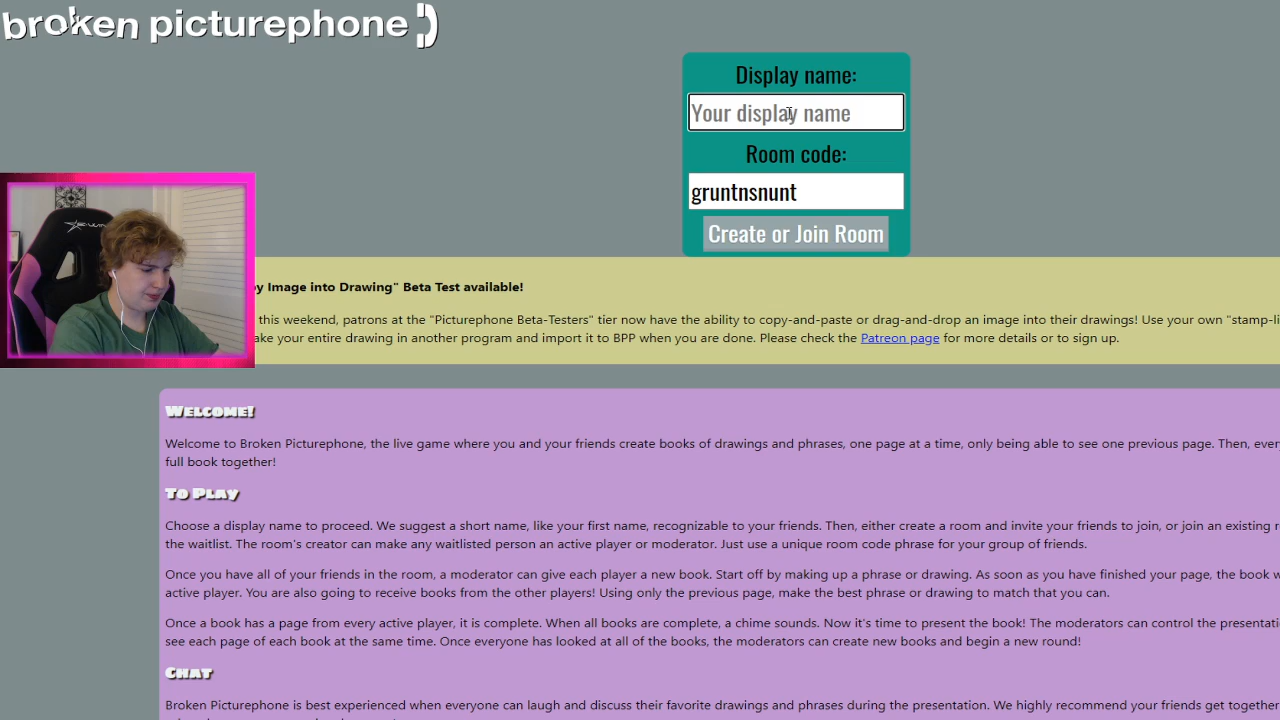 broken picturephone
Display name:
Your display name
Room code:
gruntnsnunt
Create or Join Room
Image into Drawing" Beta Test available!
this weekend, patrons at the "Picturephone Beta-Testers" tier now have the ability to copy-and-paste or drag-and-drop an image into their drawings! Use your own
your entire drawing in another program and import it to BPP when you are done. Please check the Patreon page for more details or to sign up.
Welcome!
Welcome to Broken Picturephone, the live game where you and your friends create books of drawings and phrases, one page at a time, only being able to see one previous page. Then,
full book together!
To Play
Choose a display name to proceed. We suggest a short name, like your first name, recognizable to your friends. Then, either create a room and invite your friends to join, or join an existing
the waitlist. The room's creator can make any waitlisted person an active player or moderator. Just use a unique room code phrase for your group of friends.
Once you have all of your friends in the room, a moderator can give each player a new book. Start off by making up a phrase or drawing. As soon as you have finished your page, the book
active player. You are also going to receive books from the other players! Using only the previous page, make the best phrase or drawing to match that you can.
Once a book has a page from every active player, it is complete. When all books are complete, a chime sounds. Now it's time to present the book! The moderators can control the
see each page of each book at the same time. Once everyone has looked at all of the books, the moderators can create new books and begin a new round!
Chat
Broken Picturephone is best experienced when everyone can laugh and discuss their favorite drawings and phrases during the presentation. We highly recommend your friends get together